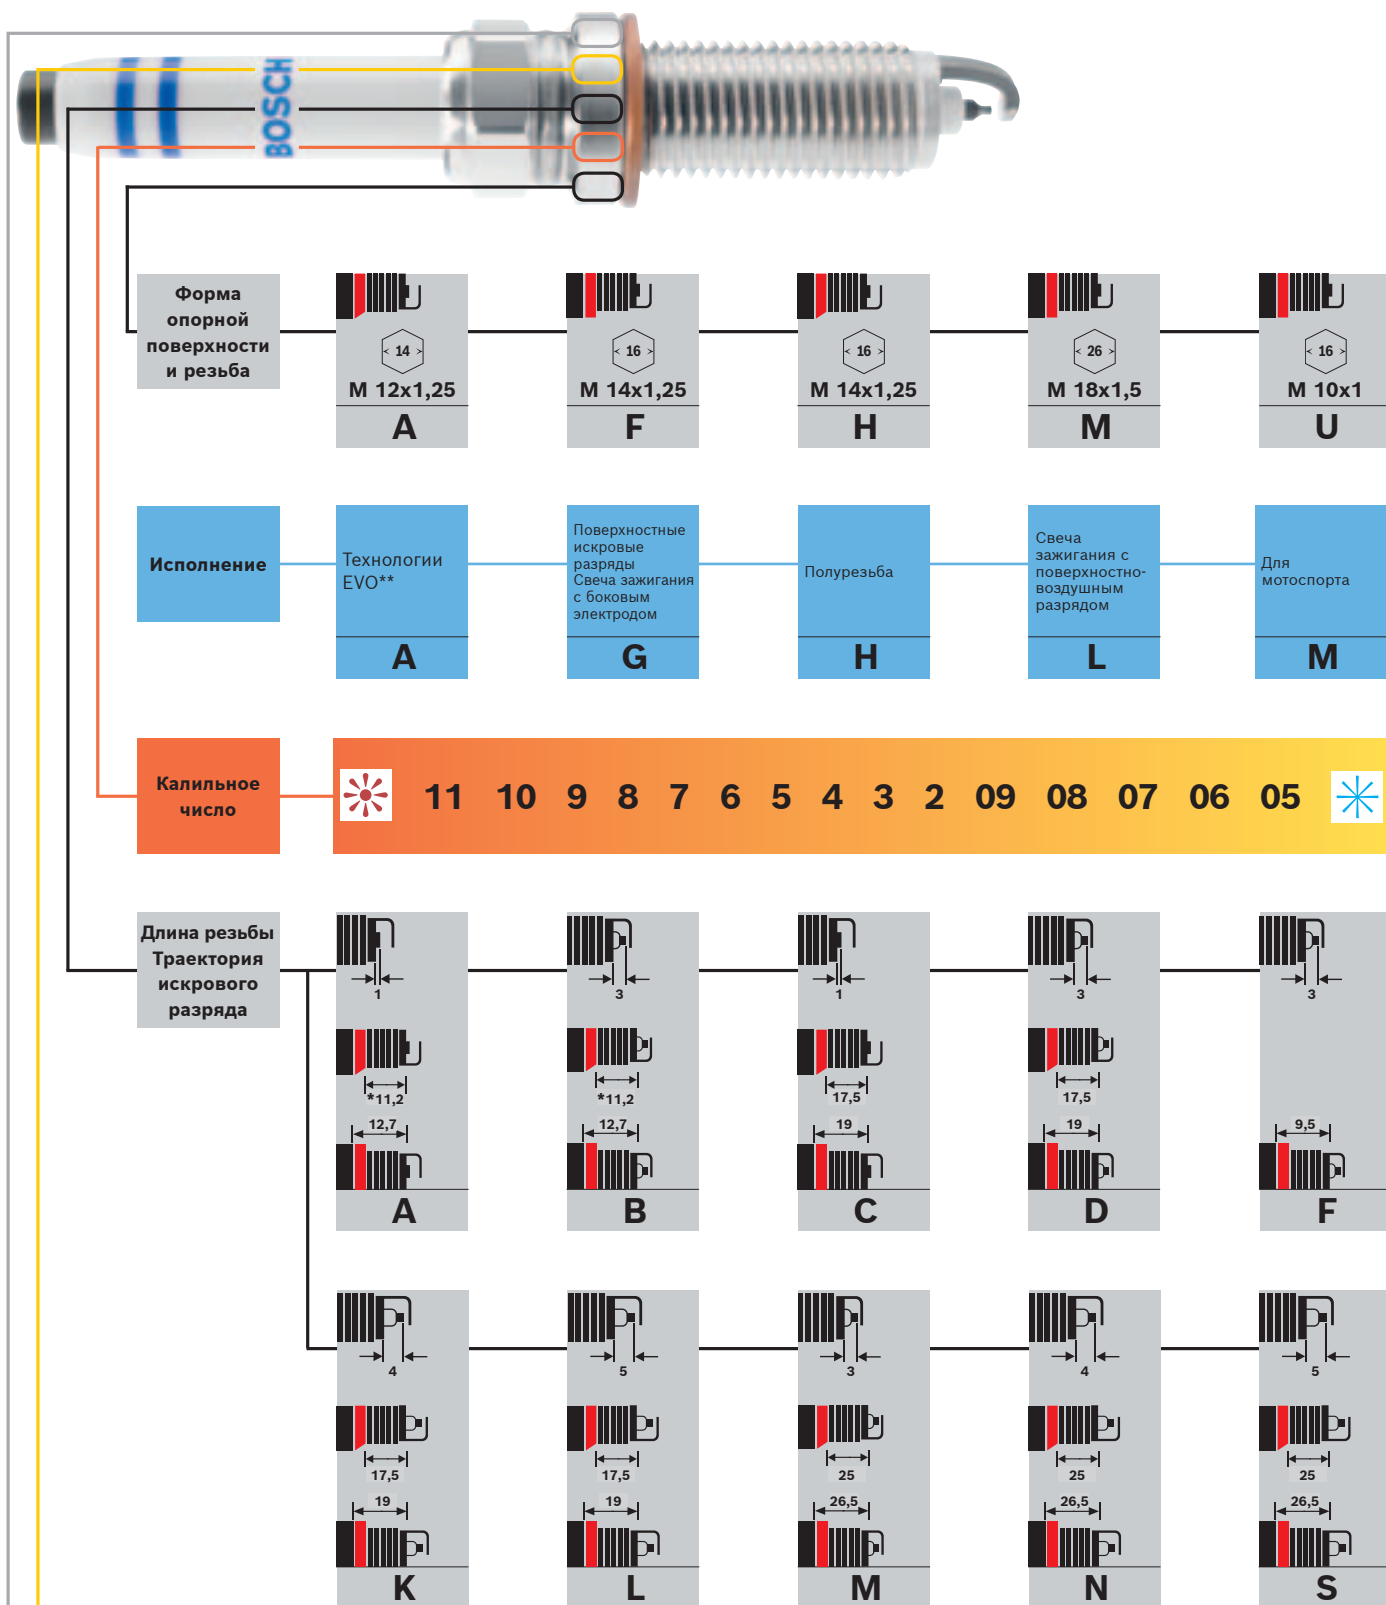 BOSCH
Форма
опорной
поверхности
и резьба
14
M 12x1,25
A
16
M 14x1,25
F
16
M 14x1,25
H
26
M 18x1,5
M
16
M 10x1
U
Исполнение
Технологии
EVO**
A
Поверхностные
искровые
разряды
Свеча зажигания
с боковым
электродом
G
Полурезьба
H
Свеча
зажигания с
поверхностно-
воздушным
разрядом
L
Для
мотоспорта
M
Калильное
число
11 10 9 8 7 6 5 4 3 2 09 08 07 06 05
Длина резьбы
Траектория
искрового
разряда
1
*11,2
12,7
A
3
*11,2
12,7
B
1
17,5
19
C
3
17,5
19
D
3
9,5
F
4
17,5
19
K
5
17,5
19
L
3
25
26,5
M
4
25
26,5
N
5
25
26,5
S